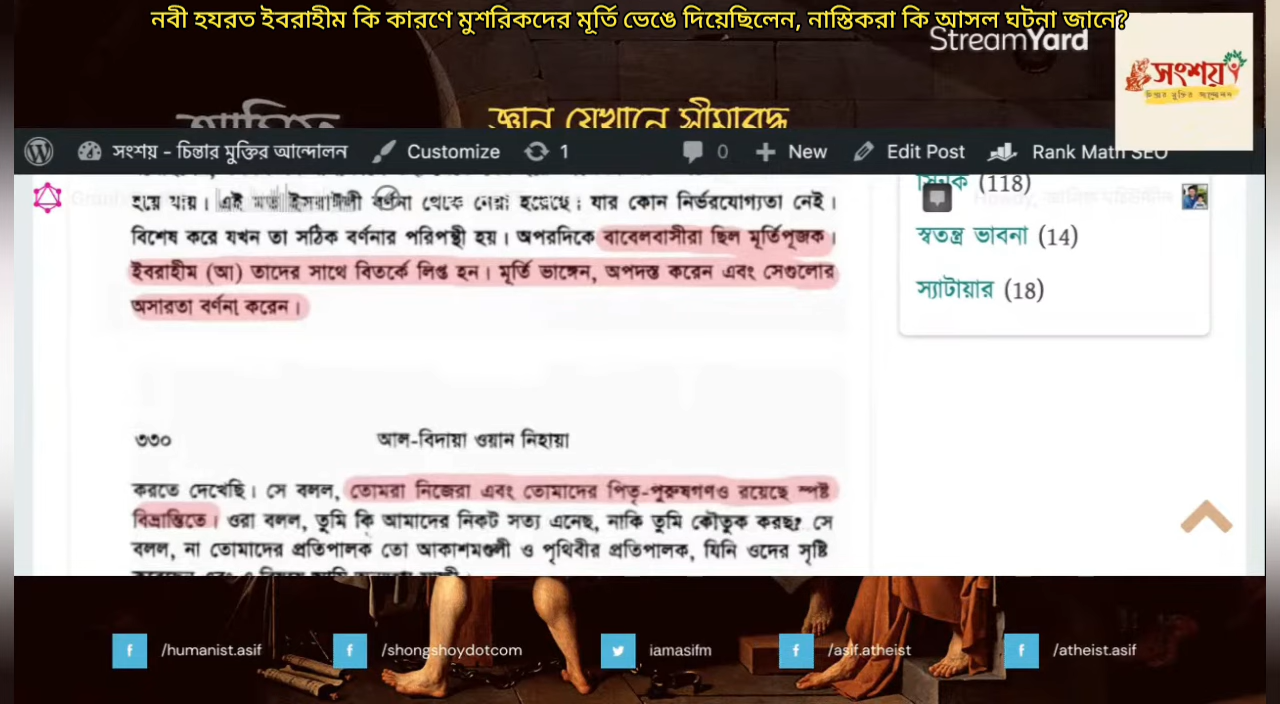 নবী হযরত ইবরাহীম কি কারণে মুশরিকদের মূর্তি ভেঙে দিয়েছিলেন, নাস্তিকরা কি আসল ঘটনা জানে?
StreamYard
সংশয়
চিন্তার মুক্তির আন্দোলন
জ্ঞান যেখানে সীমাবদ্ধ
সংশয় - চিন্তার মুক্তির আন্দোলন Customize 1 0 New Edit Post Rank Math SEO
হয়ে যায়। এই মত ইসরাঈলী বর্ণনা থেকে নেয়া হয়েছে। যার কোন নির্ভরযোগ্যতা নেই।
বিশেষ করে যখন তা সঠিক বর্ণনার পরিপন্থী হয়। অপরদিকে বাবেলবাসীরা ছিল মূর্তিপূজক।
ইবরাহীম (আ) তাদের সাথে বিতর্কে লিপ্ত হন। মূর্তি ভাঙ্গেন, অপদস্ত করেন এবং সেগুলোর
অসারতা বর্ণনা করেন।
(118)
স্বতন্ত্র ভাবনা (14)
স্যাটায়ার (18)
৩৩০ আল-বিদায়া ওয়ান নিহায়া
করতে দেখেছি। সে বলল, তোমরা নিজেরা এবং তোমাদের পিতৃ-পুরুষগণও রয়েছে স্পষ্ট
বিভ্রান্তিতে। ওরা বলল, তুমি কি আমাদের নিকট সত্য এনেছ, নাকি তুমি কৌতুক করছ? সে
বলল, না তোমাদের প্রতিপালক তো আকাশমণ্ডলী ও পৃথিবীর প্রতিপালক, যিনি ওদের সৃষ্টি
/humanist.asif /shongshoydotcom iamasifm /asif.atheist /atheist.asif